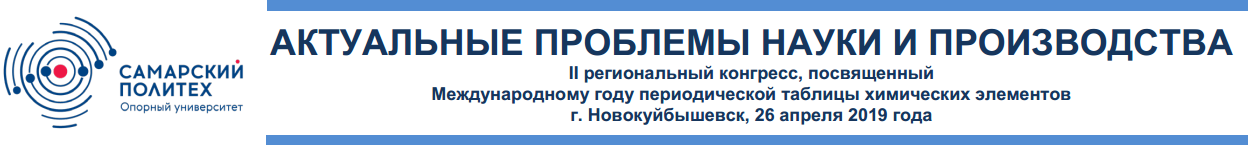 САМАРСКИЙ
ПОЛИТЕХ
Опорный университет
АКТУАЛЬНЫЕ ПРОБЛЕМЫ НАУКИ И ПРОИЗВОДСТВА
II региональный конгресс, посвященный
Международному году периодической таблицы химических элементов
г. Новокуйбышевск, 26 апреля 2019 года